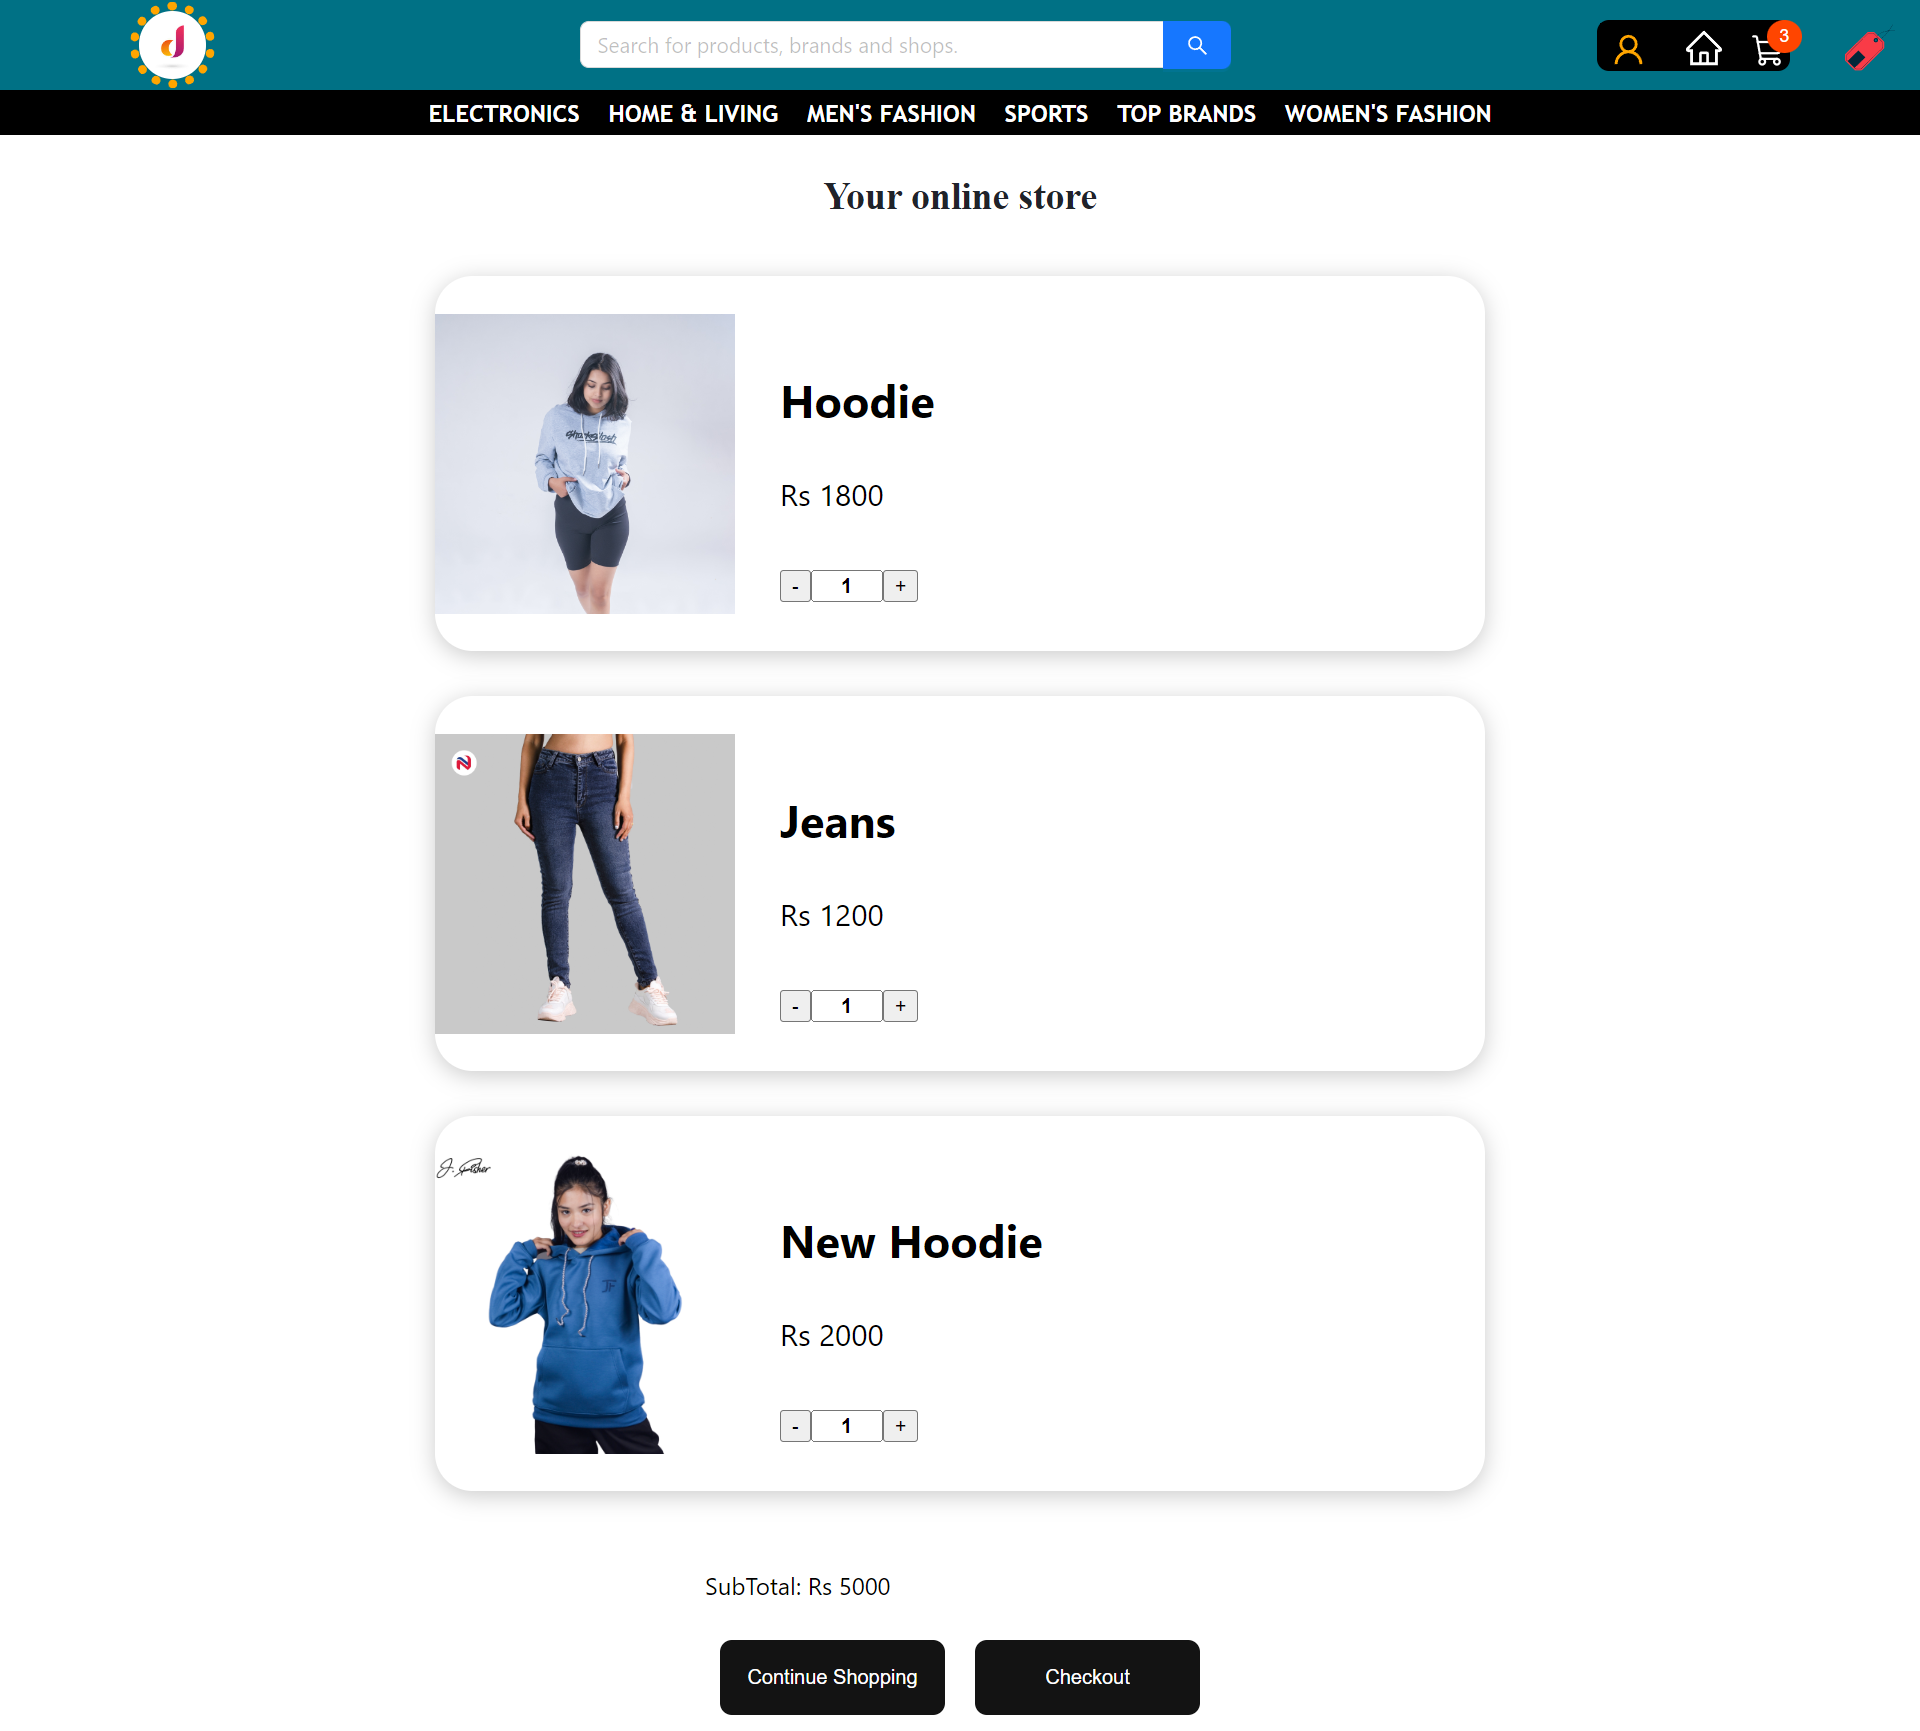 Search for products, brands and shops.
3
ELECTRONICS HOME & LIVING MEN'S FASHION SPORTS TOP BRANDS WOMEN'S FASHION
Your online store
Hoodie
Rs 1800
- 1 +
N
Jeans
Rs 1200
- 1 +
J. Fisher
JF
New Hoodie
Rs 2000
- 1 +
SubTotal: Rs 5000
Continue Shopping
Checkout